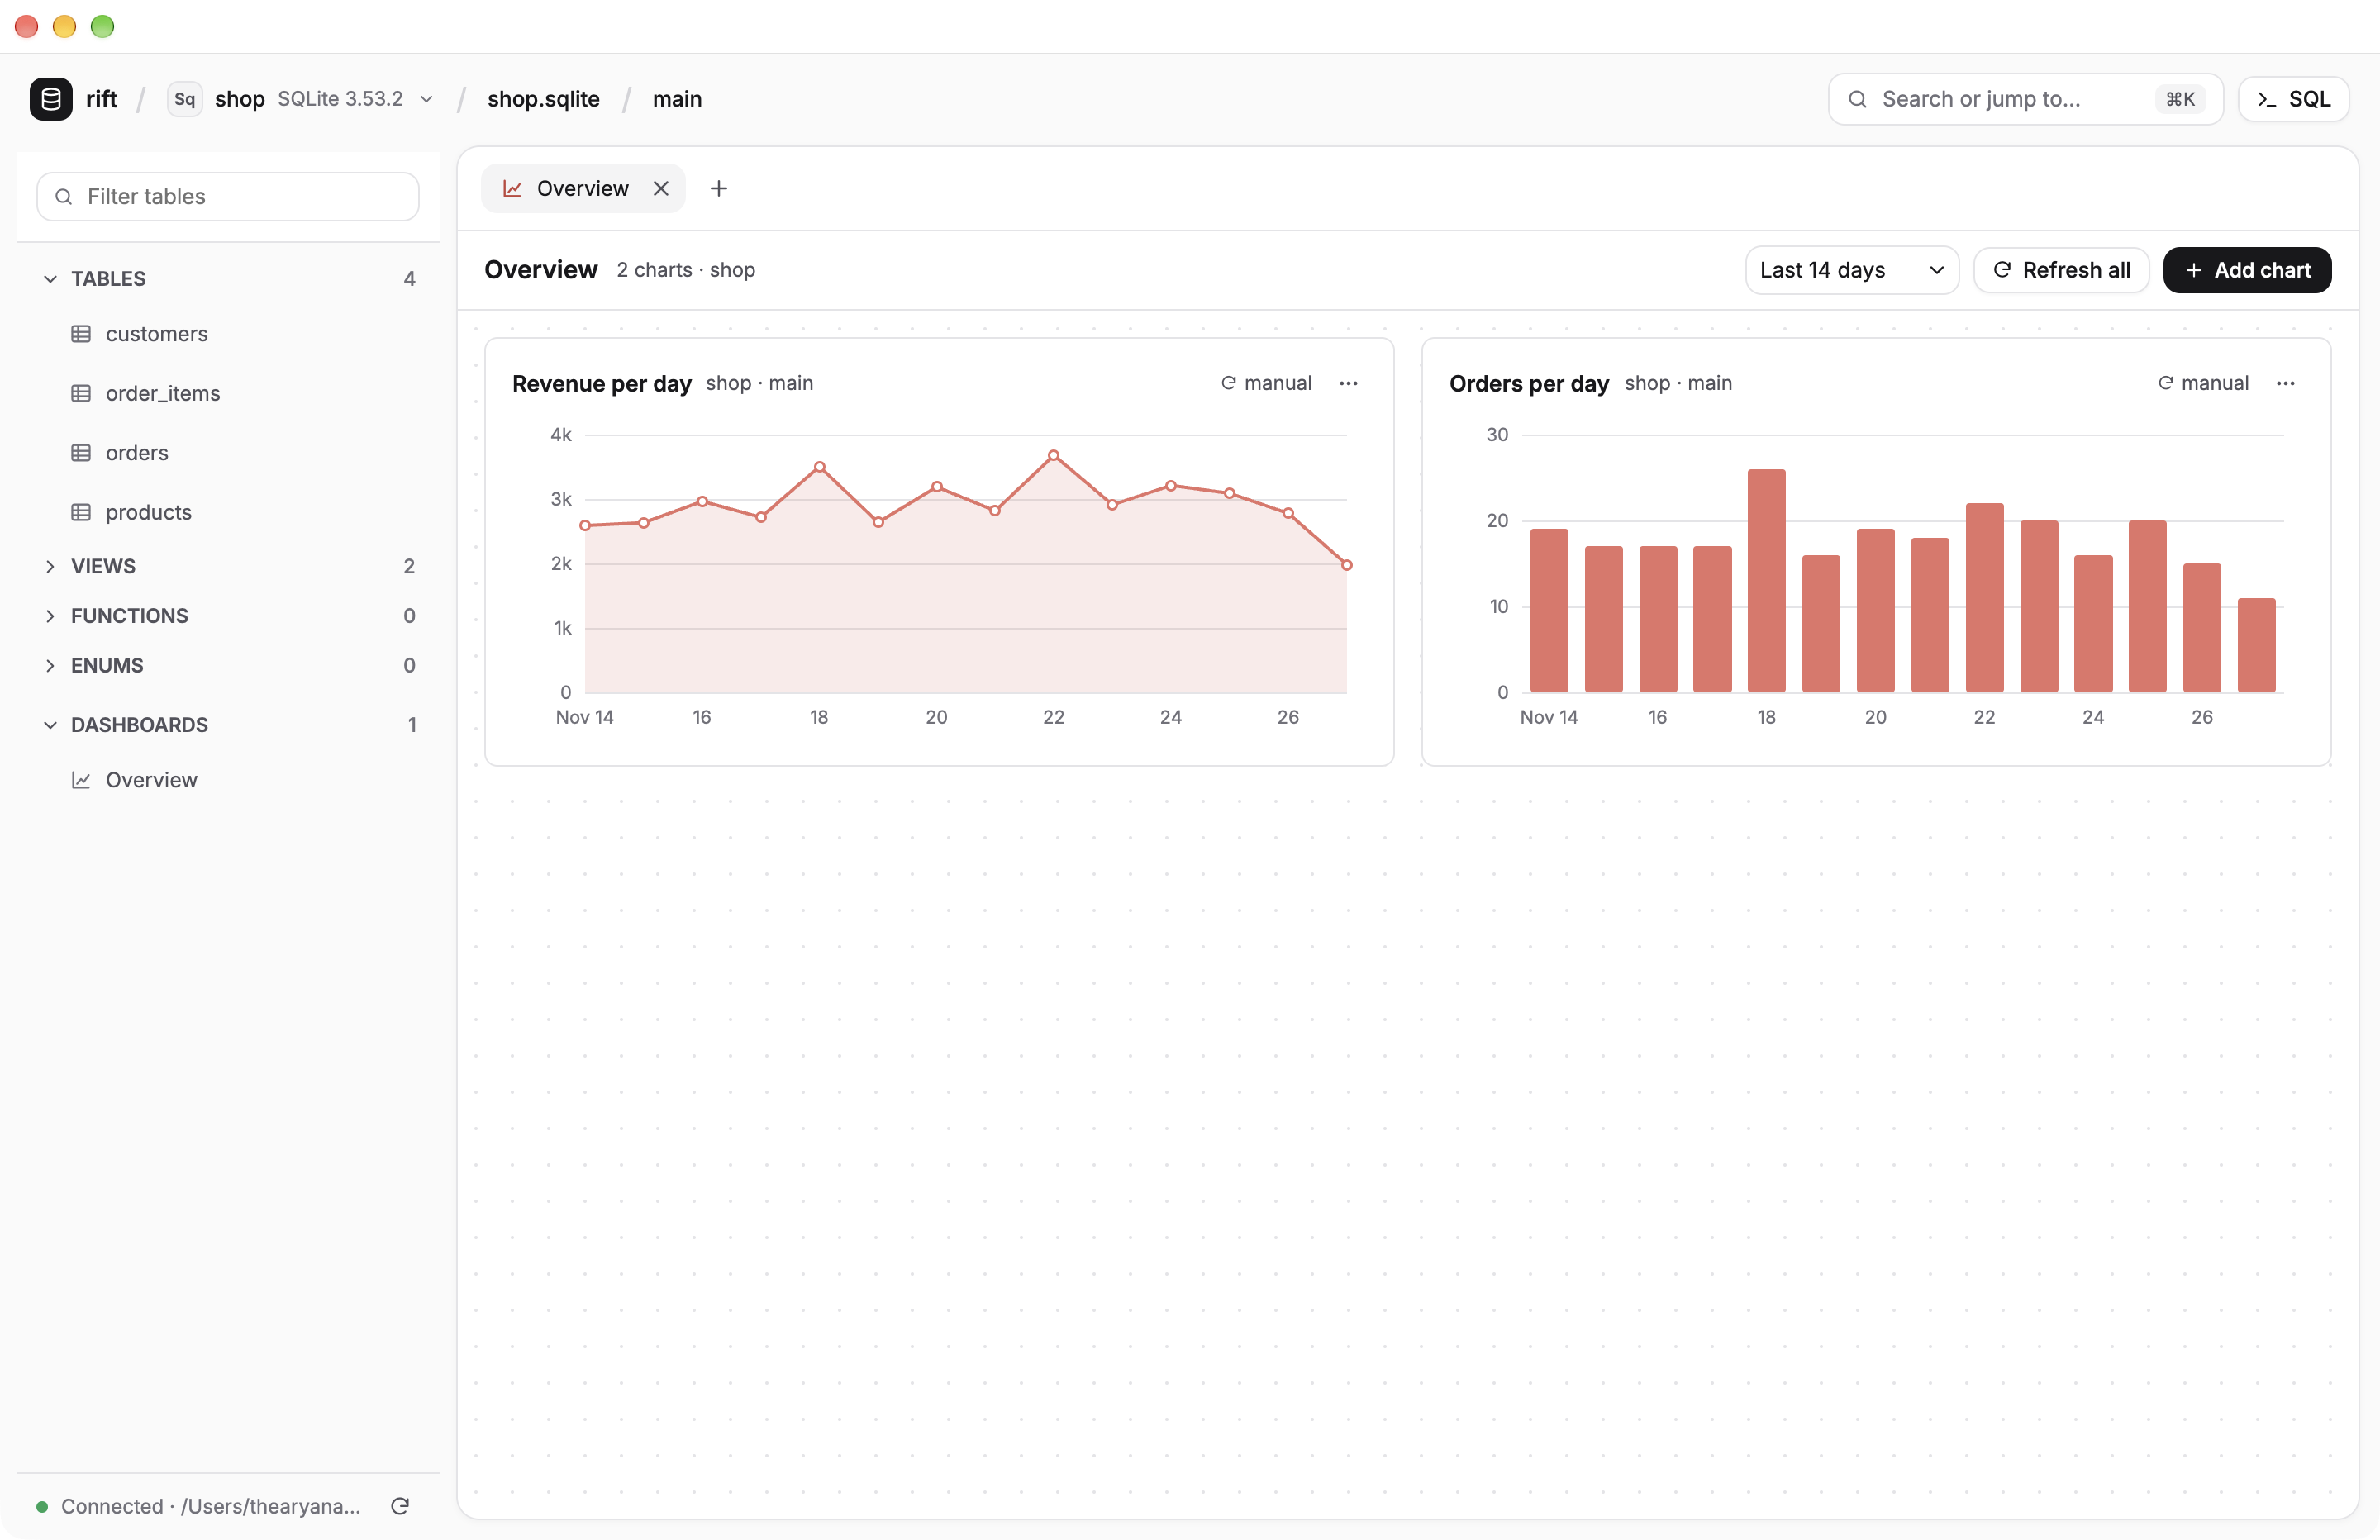 rift / Sq shop SQLite 3.53.2 / shop.sqlite / main
Search or jump to... ⌘K
>_ SQL
Filter tables
TABLES 4
customers
order_items
orders
products
VIEWS 2
FUNCTIONS 0
ENUMS 0
DASHBOARDS 1
Overview
Connected · /Users/thearyana...
Overview
Overview 2 charts · shop
Last 14 days
Refresh all
+ Add chart
Revenue per day shop · main
manual
4k
3k
2k
1k
0
Nov 14 16 18 20 22 24 26
Orders per day shop · main
manual
30
20
10
0
Nov 14 16 18 20 22 24 26